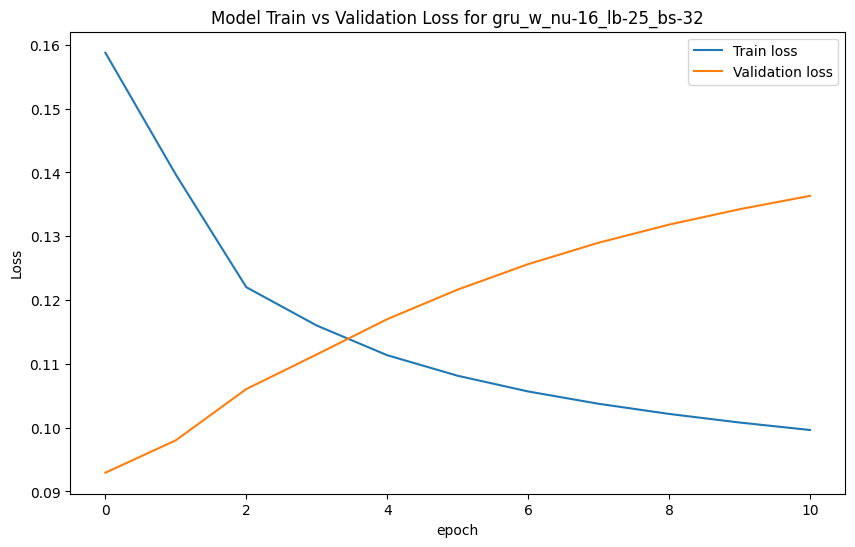 Model Train vs Validation Loss for gru_w_nu-16_lb-25_bs-32
Train loss
Validation loss
0.16
0.15
0.14
0.13
0.12
0.11
0.10
0.09
Loss
0
2
4
6
8
10
epoch